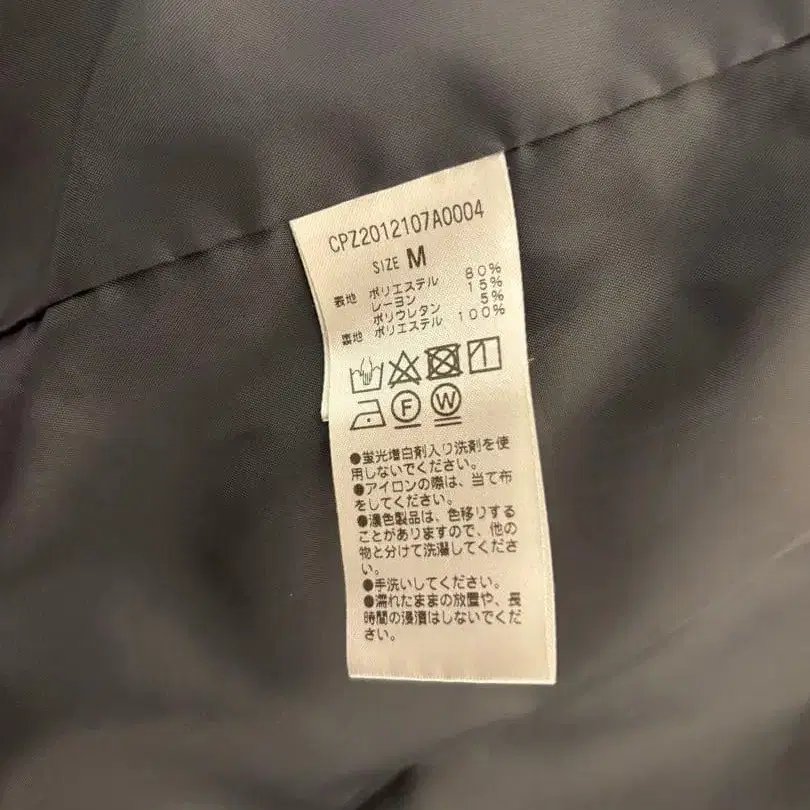 CPZ2012107A0004
SIZE M
表地 ポリエステル 80%
レーヨン 15%
ポリウレタン 5%
裏地 ポリエステル 100%
F W
●蛍光増白剤入り洗剤を使
用しないでください。
●アイロンの際は、当て布
をしてください。
●濃色製品は、色移りする
ことがありますので、他の
物と分けて洗濯してくださ
い。
●手洗いしてください。
●濡れたままの放置や、長
時間の浸漬はしないでくだ
さい。